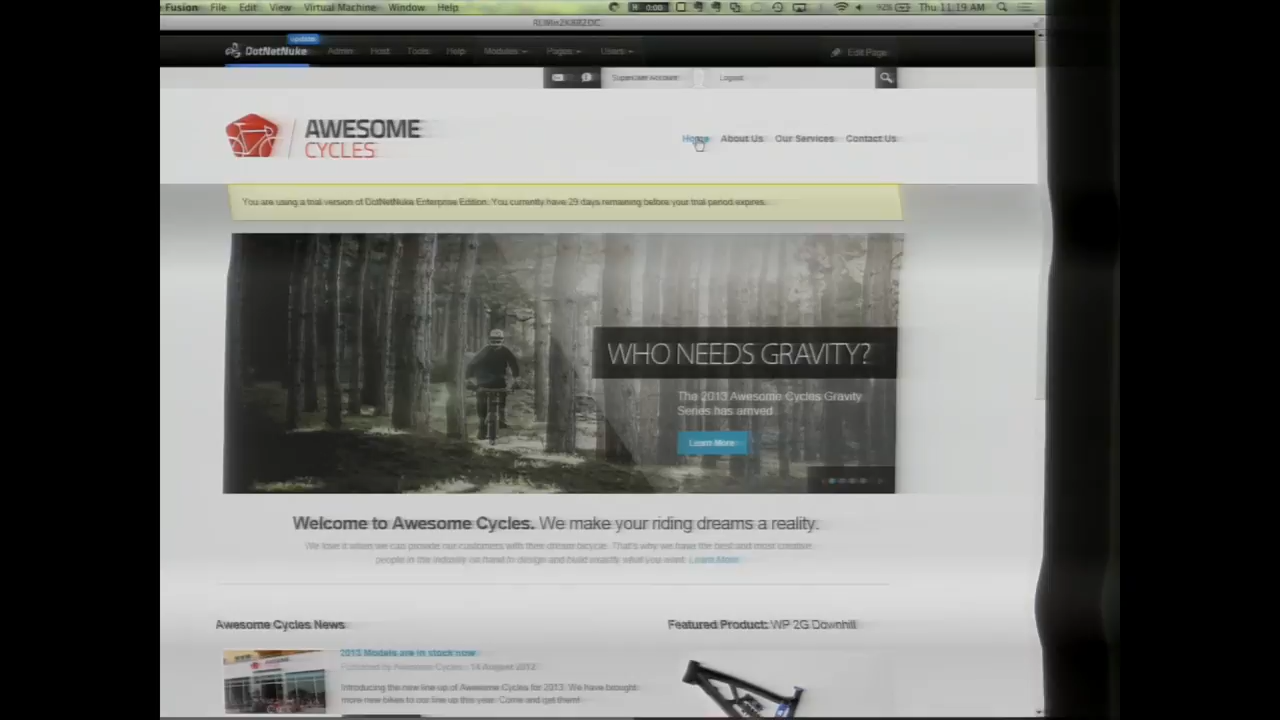 Fusion File Edit View Virtual Machine Window Help 0:00 92% Thu 11:19 AM
updates
DotNetNuke Admin Host Tools Help Modules Pages Users Edit Page
SuperUser Account Logout
AWESOME
CYCLES
Home About Us Our Services Contact Us
You are using a trial version of DotNetNuke Enterprise Edition. You currently have 29 days remaining before your trial period expires.
WHO NEEDS GRAVITY?
The 2013 Awesome Cycles Gravity
Series has arrived
Learn More
Welcome to Awesome Cycles. We make your riding dreams a reality.
We love it when we can provide our customers with their dream bicycle. That's why we have the best and most creative
people in the industry on hand to design and build exactly what you want. Learn More
Awesome Cycles News
Featured Product: WP 2G Downhill
2013 Models are in stock now
Published by Awesome Cycles: 14 August 2012
Introducing the new line up of Awesome Cycles for 2013. We have brought
more new bikes to our line up this year. Come and get them!